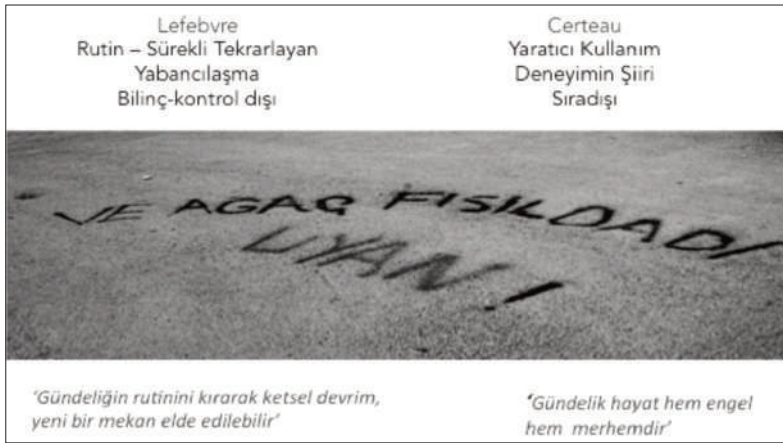 Lefebvre
Rutin – Sürekli Tekrarlayan
Yabancılaşma
Bilinç-kontrol dışı
Certeau
Yaratıcı Kullanım
Deneyimin Şiiri
Sıradışı
VE AGAÇ FISILDADI
UYAN!
‘Gündeliğin rutinini kırarak ketsel devrim,
yeni bir mekan elde edilebilir’
‘Gündelik hayat hem engel
hem merhemdir’